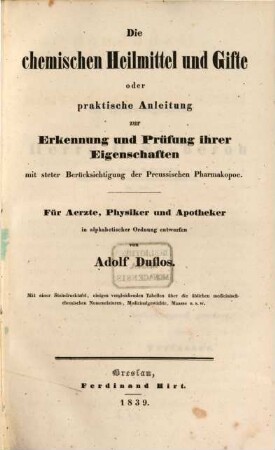 Die
chemischen Heilmittel und Gifte
oder
praktische Anleitung
zur
Erkennung und Prüfung ihrer
Eigenschaften
mit steter Berücksichtigung der Preussischen Pharmakopoe.
Für Aerzte, Physiker und Apotheker
in alphabetischer Ordnung entworfen
von
Adolf Duflos.
Mit einer Steindrucktafel, einigen vergleichenden Tabellen über die üblichen medicinisch-
chemischen Nomenclaturen, Medicinalgewichte, Maasse u. s. w.
Breslau,
Ferdinand Hirt.
1839.